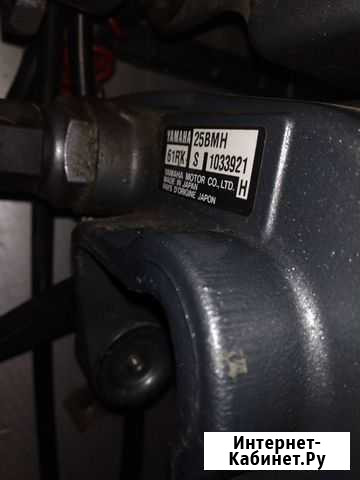 YAMAHA 25BMH
61RK S 1033921
YAMAHA MOTOR CO., LTD.
MADE IN JAPAN
PAYS D'ORIGINE JAPON
H
Интернет-
Кабинет.Ру